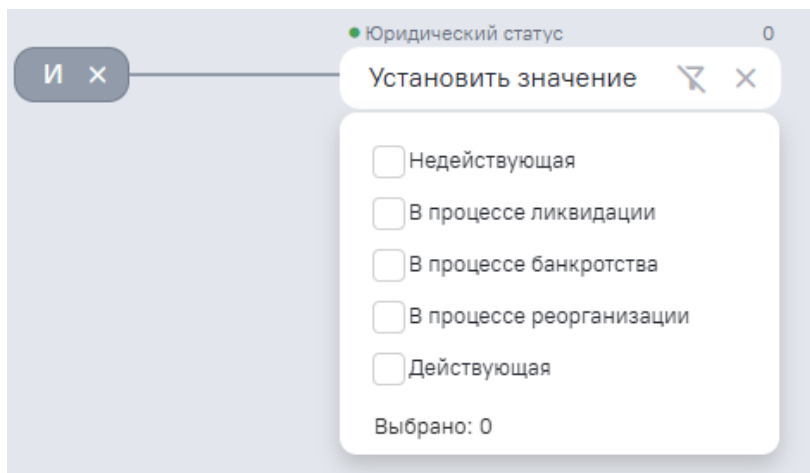 Юридический статус 0
И × Установить значение ×
Недействующая
В процессе ликвидации
В процессе банкротства
В процессе реорганизации
Действующая
Выбрано: 0